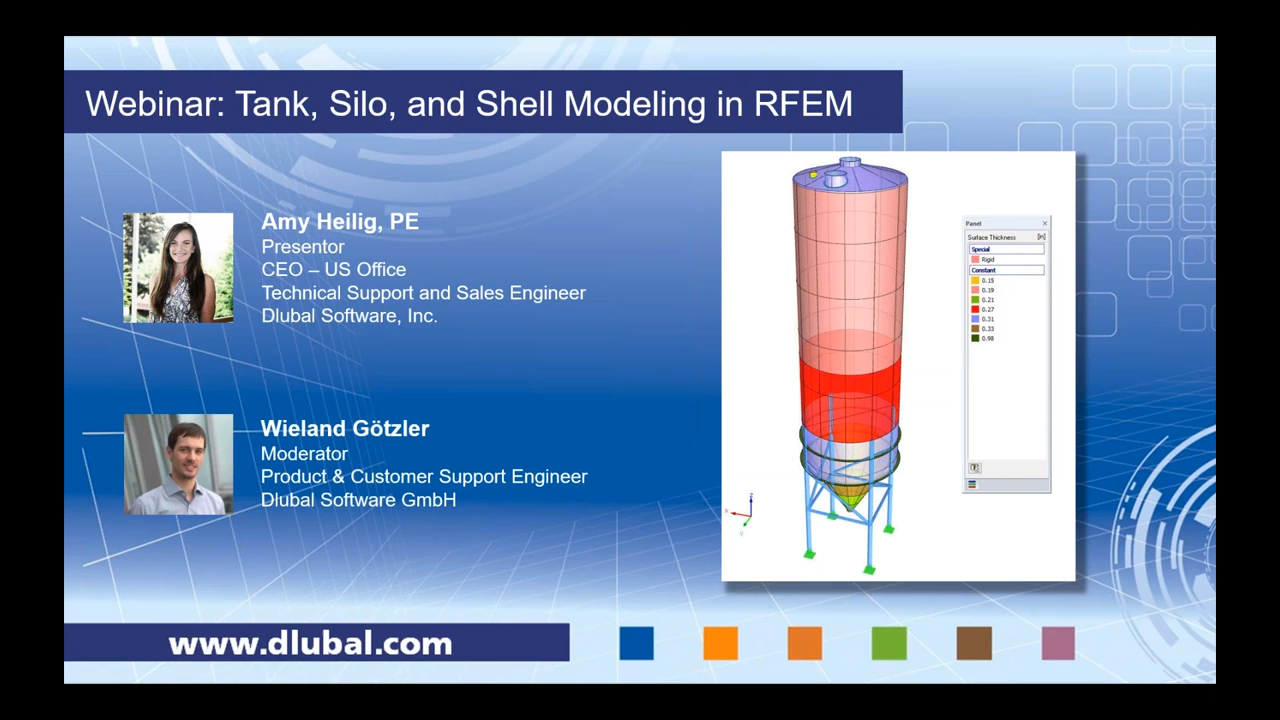 Webinar: Tank, Silo, and Shell Modeling in RFEM
Amy Heilig, PE
Presentor
CEO – US Office
Technical Support and Sales Engineer
Dlubal Software, Inc.
Wieland Götzler
Moderator
Product & Customer Support Engineer
Dlubal Software GmbH
Panel
Surface Thickness [in]
Special
Rigid
Constant
0.15
0.19
0.21
0.27
0.31
0.33
0.98
Z
X
Y
www.dlubal.com